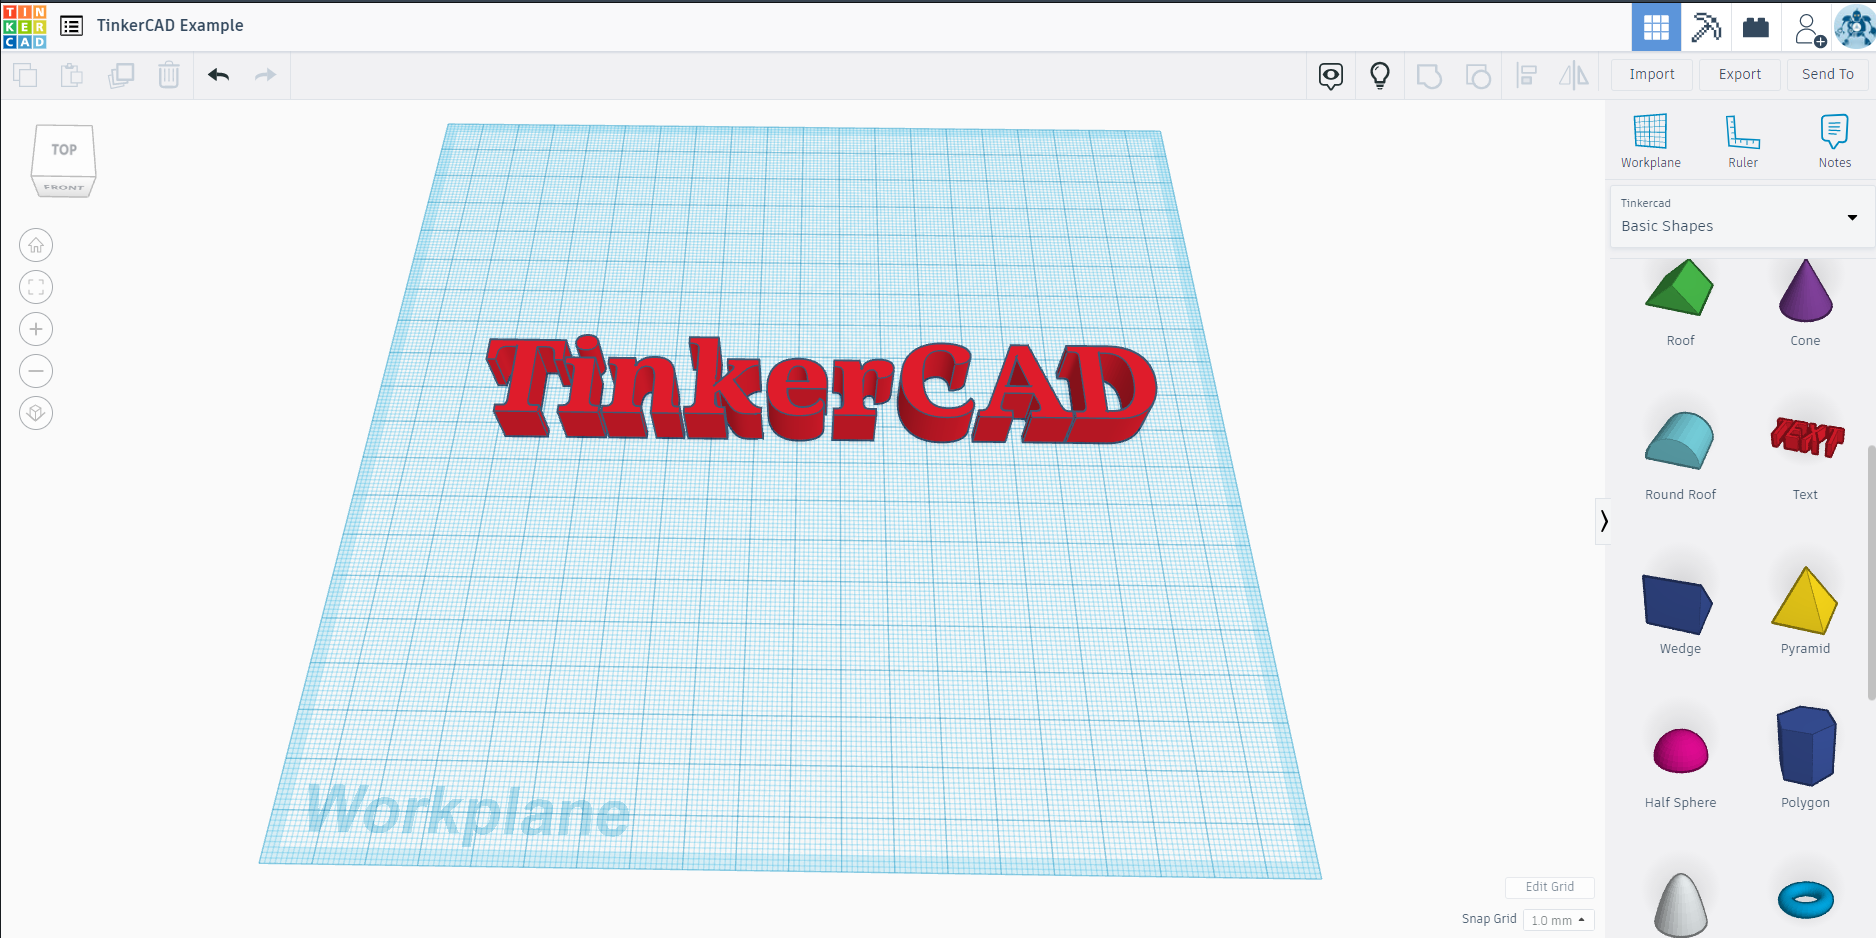 TIN
KER
CAD
TinkerCAD Example
Import
Export
Send To
TOP
FRONT
Workplane
Ruler
Notes
Tinkercad
Basic Shapes
Roof
Cone
TinkerCAD
TEXT
Round Roof
Text
Wedge
Pyramid
Half Sphere
Polygon
Workplane
Edit Grid
Snap Grid
1.0 mm